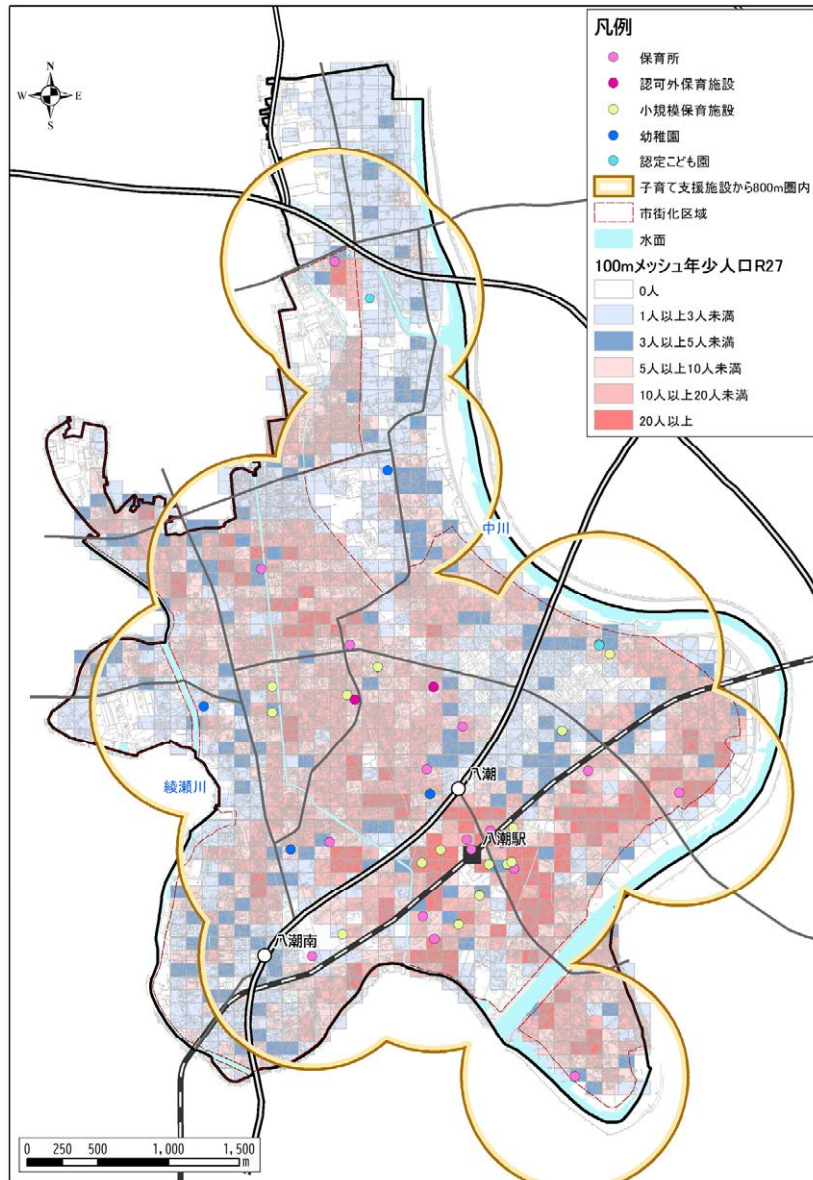 凡例
保育所
認可外保育施設
小規模保育施設
幼稚園
認定こども園
子育て支援施設から800m圏内
市街化区域
水面
100mメッシュ年少人口R27
0人
1人以上3人未満
3人以上5人未満
5人以上10人未満
10人以上20人未満
20人以上
N
W
E
S
中川
綾瀬川
八潮
八潮駅
八潮南
0 250 500 1,000 1,500
m